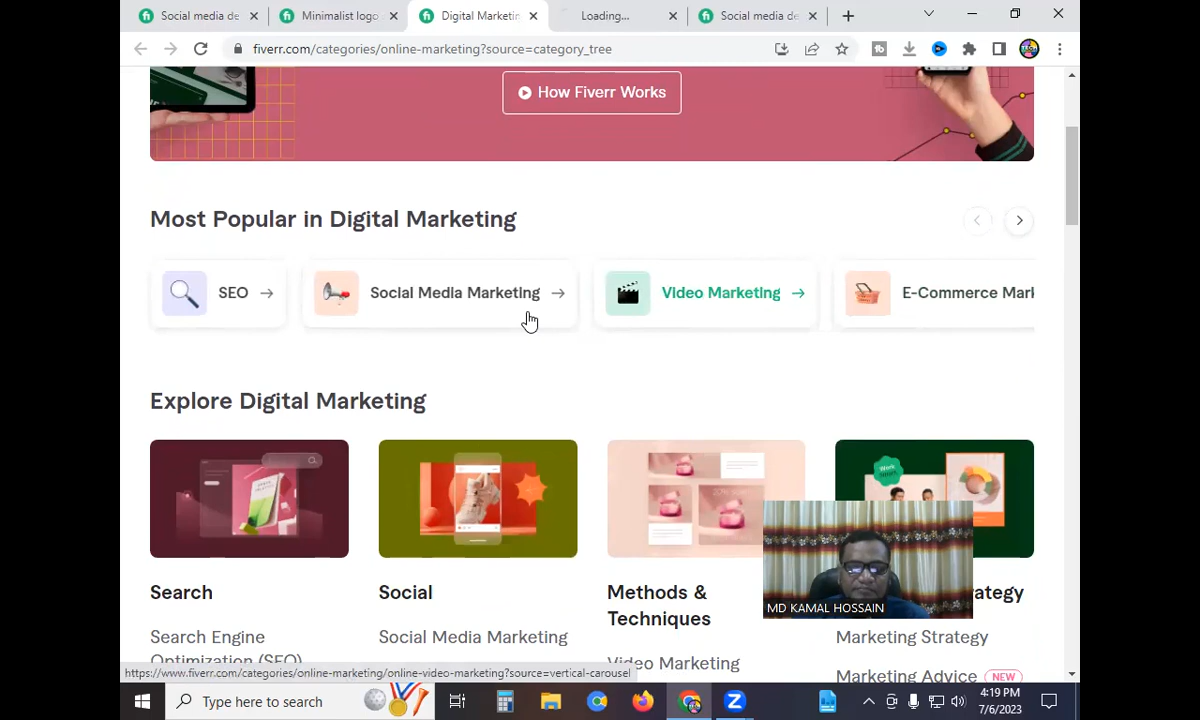 Social media de
Minimalist logo
Digital Marketin
Loading...
Social media de
fiverr.com/categories/online-marketing?source=category_tree
How Fiverr Works
Most Popular in Digital Marketing
SEO
Social Media Marketing
Video Marketing
E-Commerce Mark
Explore Digital Marketing
Search
Social
Methods &
Techniques
ategy
Search Engine
Optimization (SEO)
Social Media Marketing
Video Marketing
Marketing Strategy
Marketing Advice NEW
MD KAMAL HOSSAIN
https://www.fiverr.com/categories/online-marketing/online-video-marketing?source=vertical-carousel
Type here to search
4:19 PM
7/6/2023